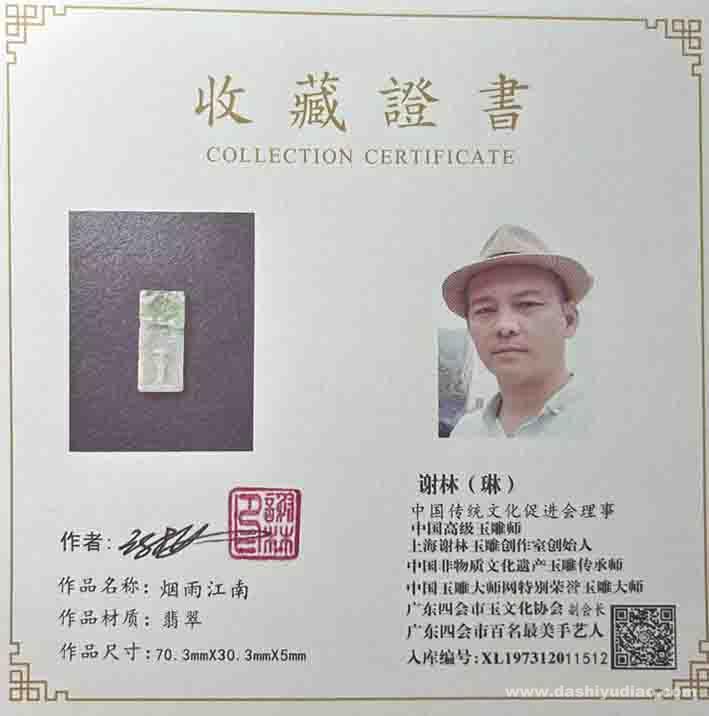 收藏證書
COLLECTION CERTIFICATE
作者:
作品名称: 烟雨江南
作品材质: 翡翠
作品尺寸:70.3mmX30.3mmX5mm
谢林（琳）
中国传统文化促进会理事
中国高级玉雕师
上海谢林玉雕创作室创始人
中国非物质文化遗产玉雕传承师
中国玉雕大师网特别荣誉玉雕大师
广东四会市玉文化协会 副会长
广东四会市百名最美手艺人
入库编号:XL197312011512
www.dashiyudiao.com